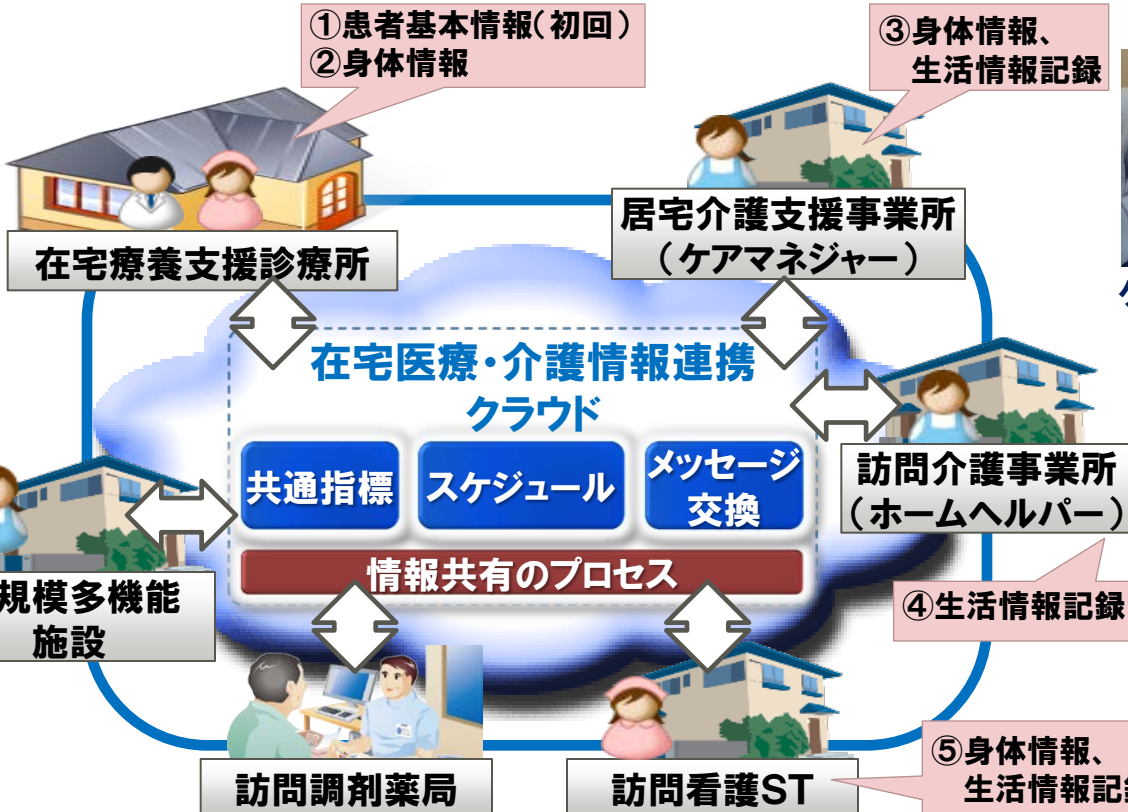 ①患者基本情報(初回)
②身体情報
③身体情報、
生活情報記録
在宅療養支援診療所
居宅介護支援事業所
(ケアマネジャー)
在宅医療・介護情報連携
クラウド
共通指標
スケジュール
メッセージ
交換
情報共有のプロセス
訪問介護事業所
(ホームヘルパー)
規模多機能
施設
④生活情報記録
訪問調剤薬局
訪問看護ST
⑤身体情報、
生活情報記録